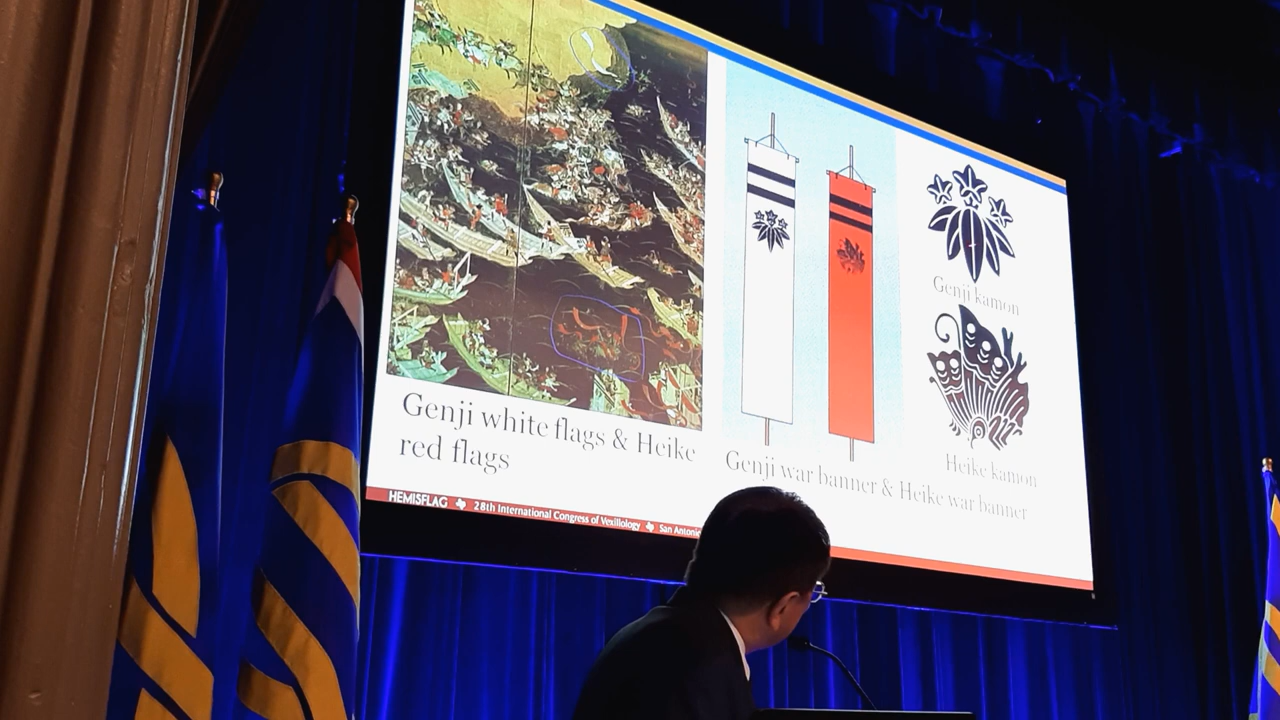 Genji white flags & Heike
red flags
Genji war banner & Heike war banner
Genji kamon
Heike kamon
HEMISFLAG 28th International Congress of Vexillology San Antonio